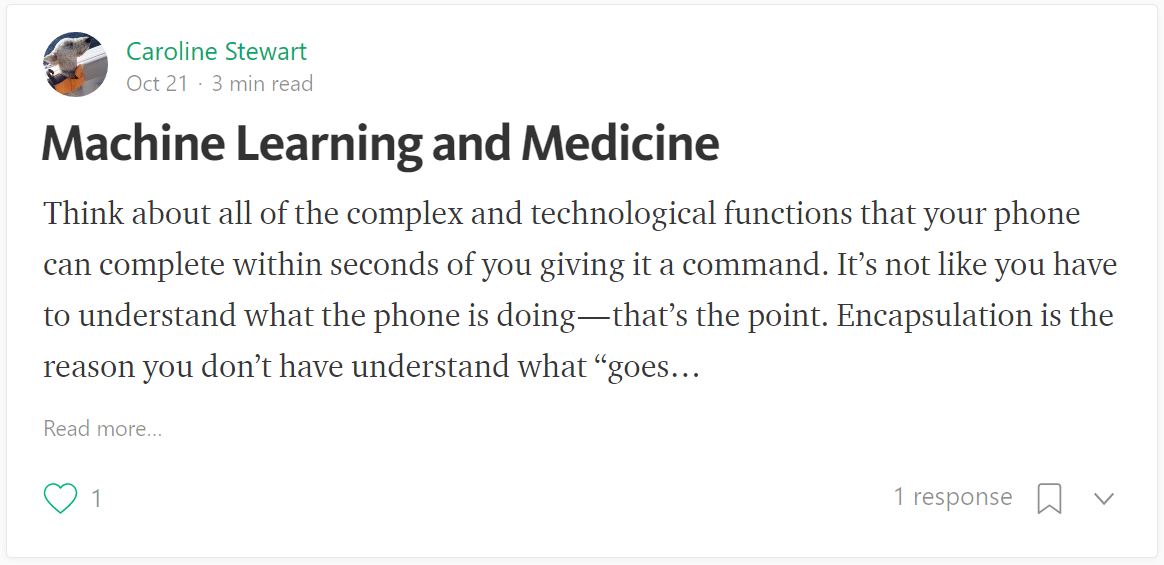 Caroline Stewart
Oct 21 · 3 min read
Machine Learning and Medicine
Think about all of the complex and technological functions that your phone
can complete within seconds of you giving it a command. It’s not like you have
to understand what the phone is doing—that’s the point. Encapsulation is the
reason you don’t have understand what “goes…
Read more…
1
1 response